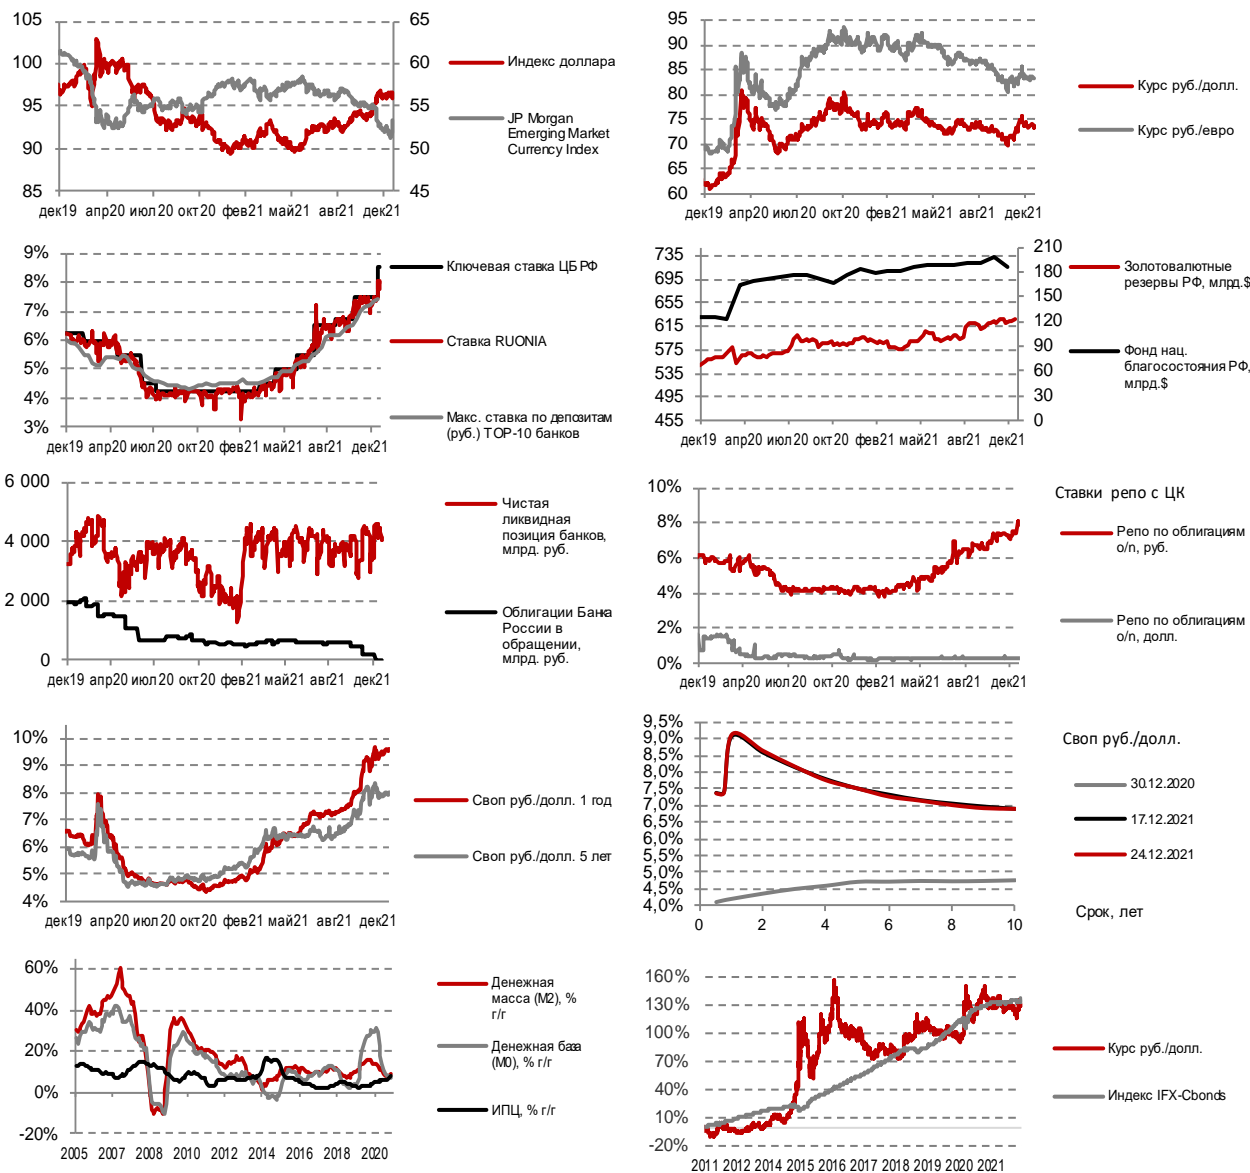 105
100
95
90
85
65
60
55
50
45
дек19 апр20 июл20 окт20 фев21 май21 авг21 дек21
Индекс доллара
JP Morgan
Emerging Market
Currency Index
95
90
85
80
75
70
65
60
дек19 апр20 июл20 окт20 фев21 май21 авг21 дек21
Курс руб./долл.
Курс руб./евро
9%
8%
7%
6%
5%
4%
3%
дек19 апр20 июл20 окт20 фев21 май21 авг21 дек21
Ключевая ставка ЦБ РФ
Ставка RUONIA
Макс. ставка по депозитам
(руб.) TOP-10 банков
735
695
655
615
575
535
495
455
210
180
150
120
90
60
30
0
дек19 апр20 июл20 окт20 фев21 май21 авг21 дек21
Золотовалютные
резервы РФ, млрд.$
Фонд нац.
благосостояния РФ,
млрд.$
6 000
4 000
2 000
0
дек19 апр20 июл20 окт20 фев21 май21 авг21 дек21
Чистая
ликвидная
позиция банков,
млрд. руб.
Облигации Банка
России в
обращении,
млрд. руб.
10%
8%
6%
4%
2%
0%
дек19 апр20 июл20 окт20 фев21 май21 авг21 дек21
Ставки репо с ЦК
Репо по облигациям
o/n, руб.
Репо по облигациям
o/n, долл.
10%
9%
8%
7%
6%
5%
4%
дек19 апр20 июл20 окт20 фев21 май21 авг21 дек21
Своп руб./долл. 1 год
Своп руб./долл. 5 лет
9,5%
9,0%
8,5%
8,0%
7,5%
7,0%
6,5%
6,0%
5,5%
5,0%
4,5%
4,0%
0 2 4 6 8 10
Своп руб./долл.
30.12.2020
17.12.2021
24.12.2021
Срок, лет
60%
40%
20%
0%
-20%
2005 2007 2008 2010 2012 2014 2015 2016 2018 2020
Денежная
масса (М2), %
г/г
Денежная база
(М0), % г/г
ИПЦ, % г/г
160%
130%
100%
70%
40%
10%
-20%
2011 2012 2014 2015 2016 2017 2018 2019 2020 2021
Курс руб./долл.
Индекс IFX-Cbonds